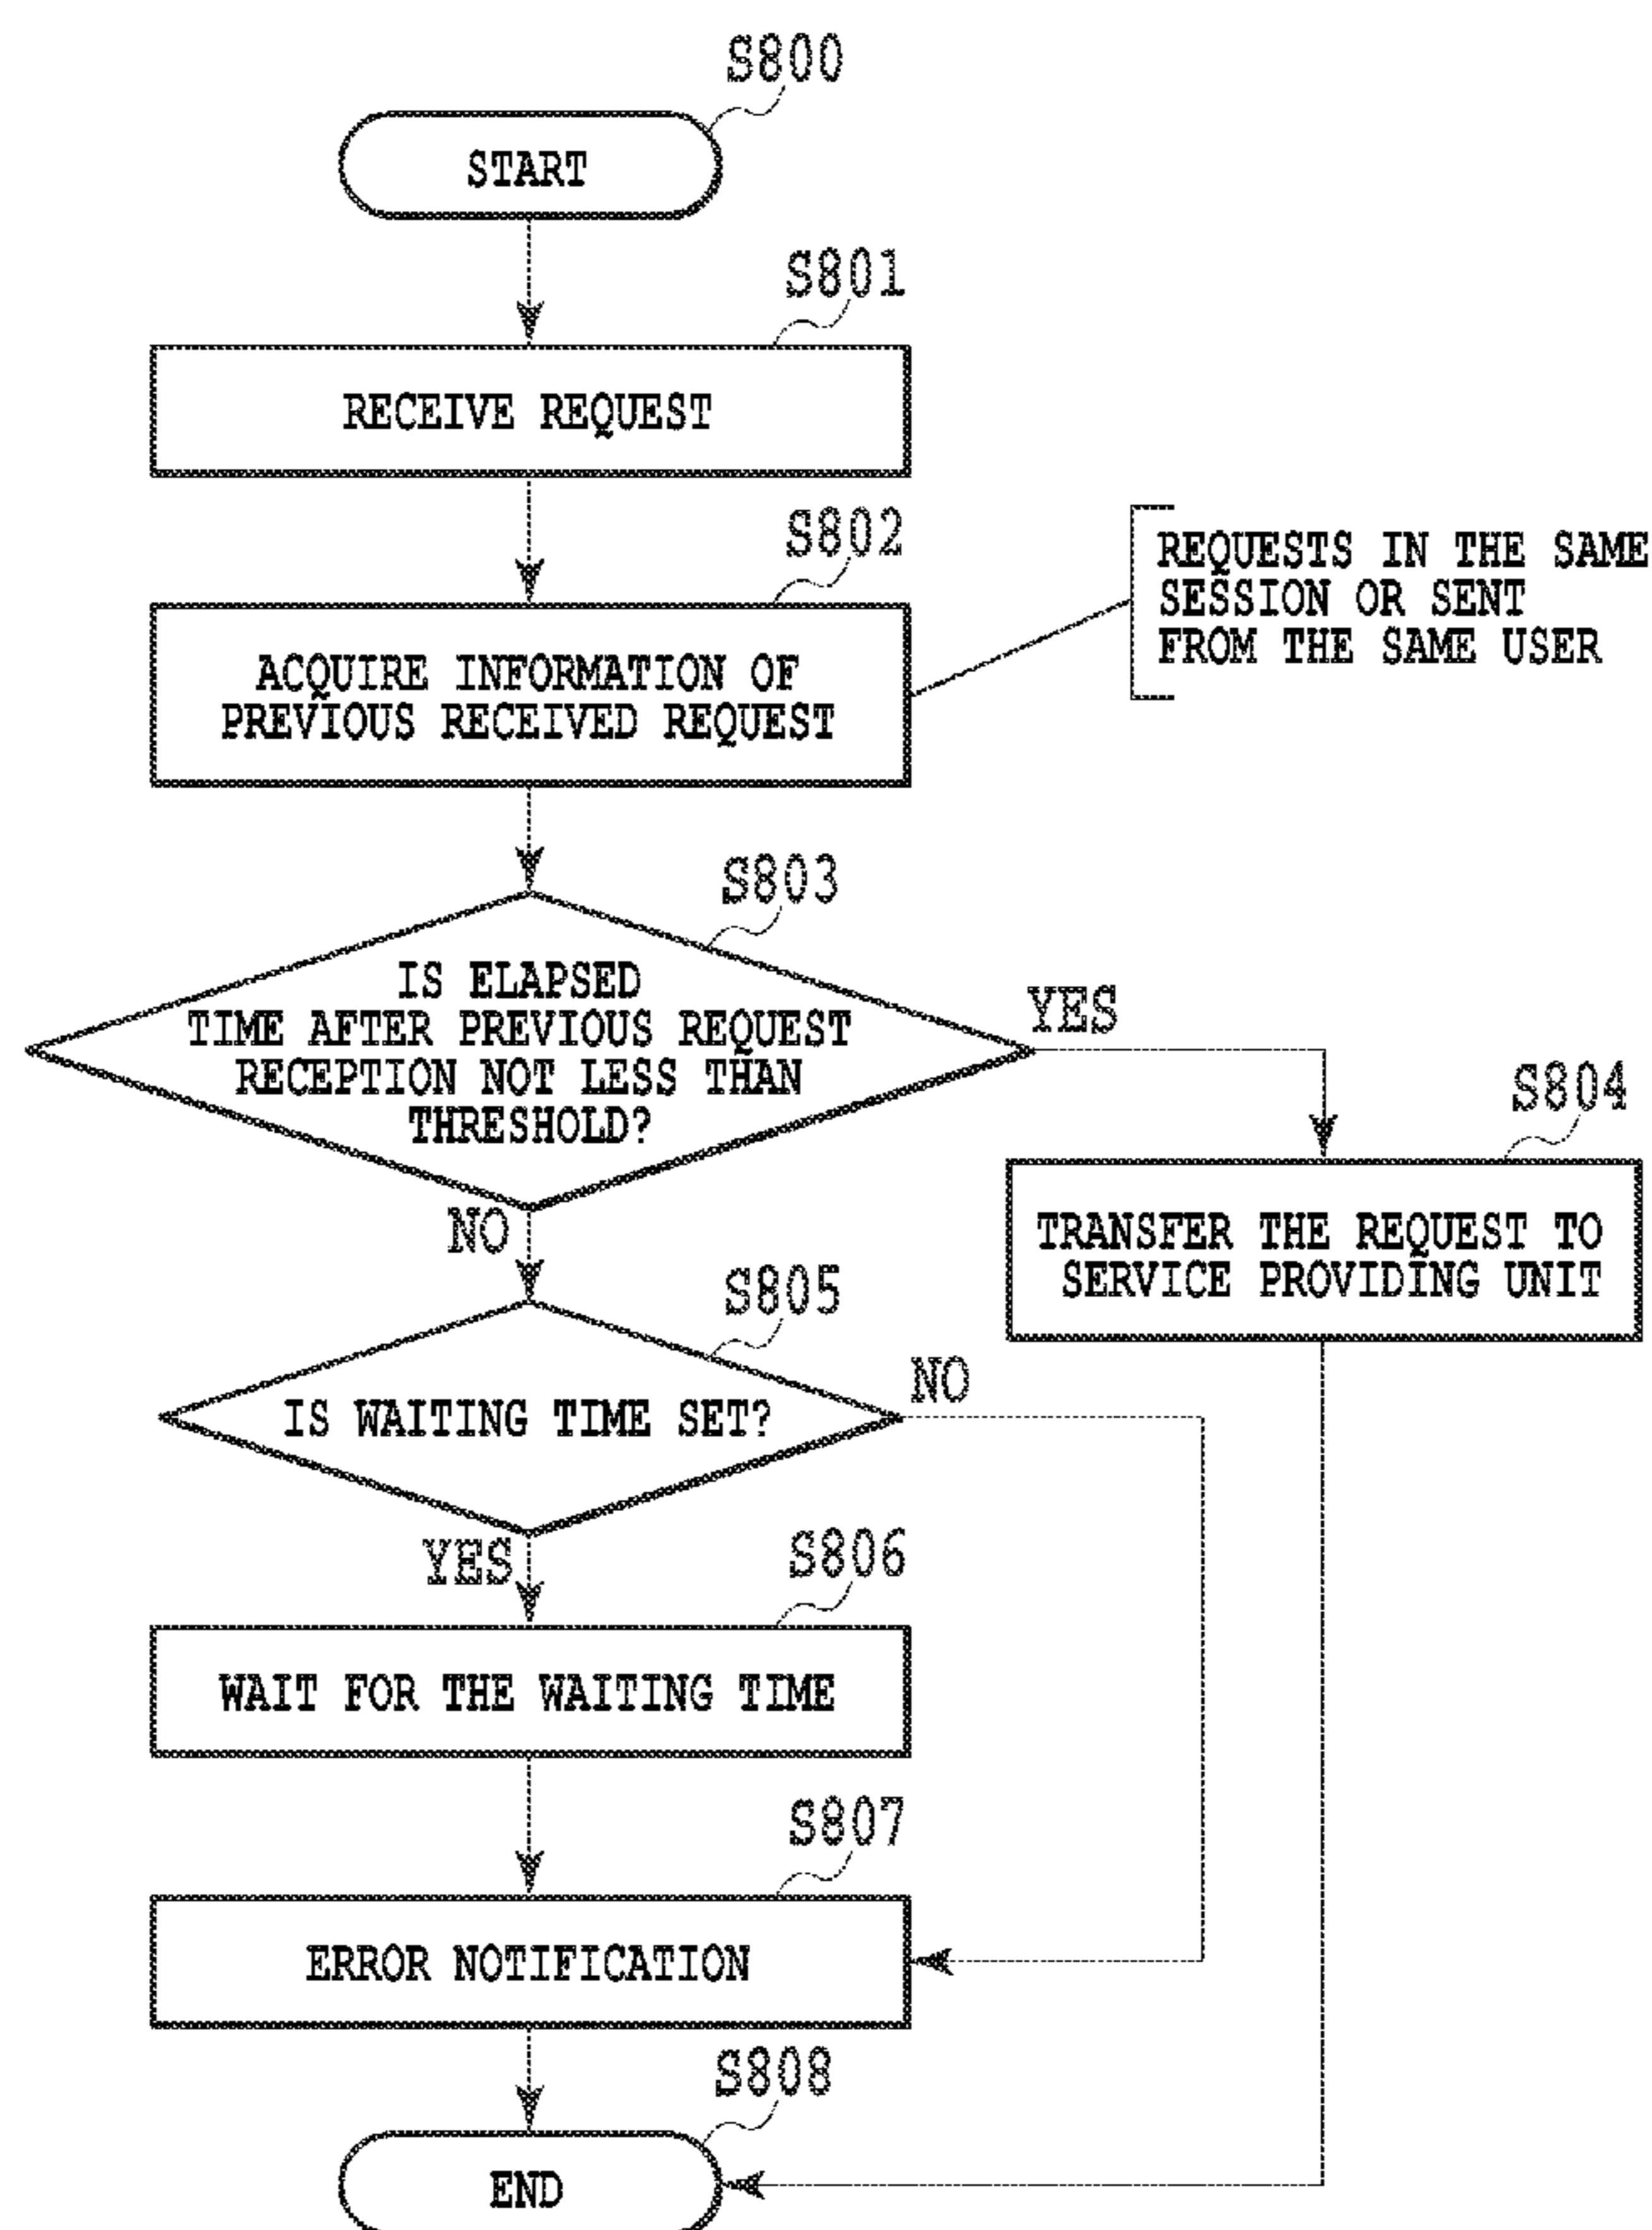 S800
START
S801
RECEIVE REQUEST
S802
ACQUIRE INFORMATION OF
PREVIOUS RECEIVED REQUEST
REQUESTS IN THE SAME
SESSION OR SENT
FROM THE SAME USER
S803
IS ELAPSED
TIME AFTER PREVIOUS REQUEST
RECEPTION NOT LESS THAN
THRESHOLD?
YES
S804
TRANSFER THE REQUEST TO
SERVICE PROVIDING UNIT
NO
S805
IS WAITING TIME SET?
NO
YES
S806
WAIT FOR THE WAITING TIME
S807
ERROR NOTIFICATION
S808
END